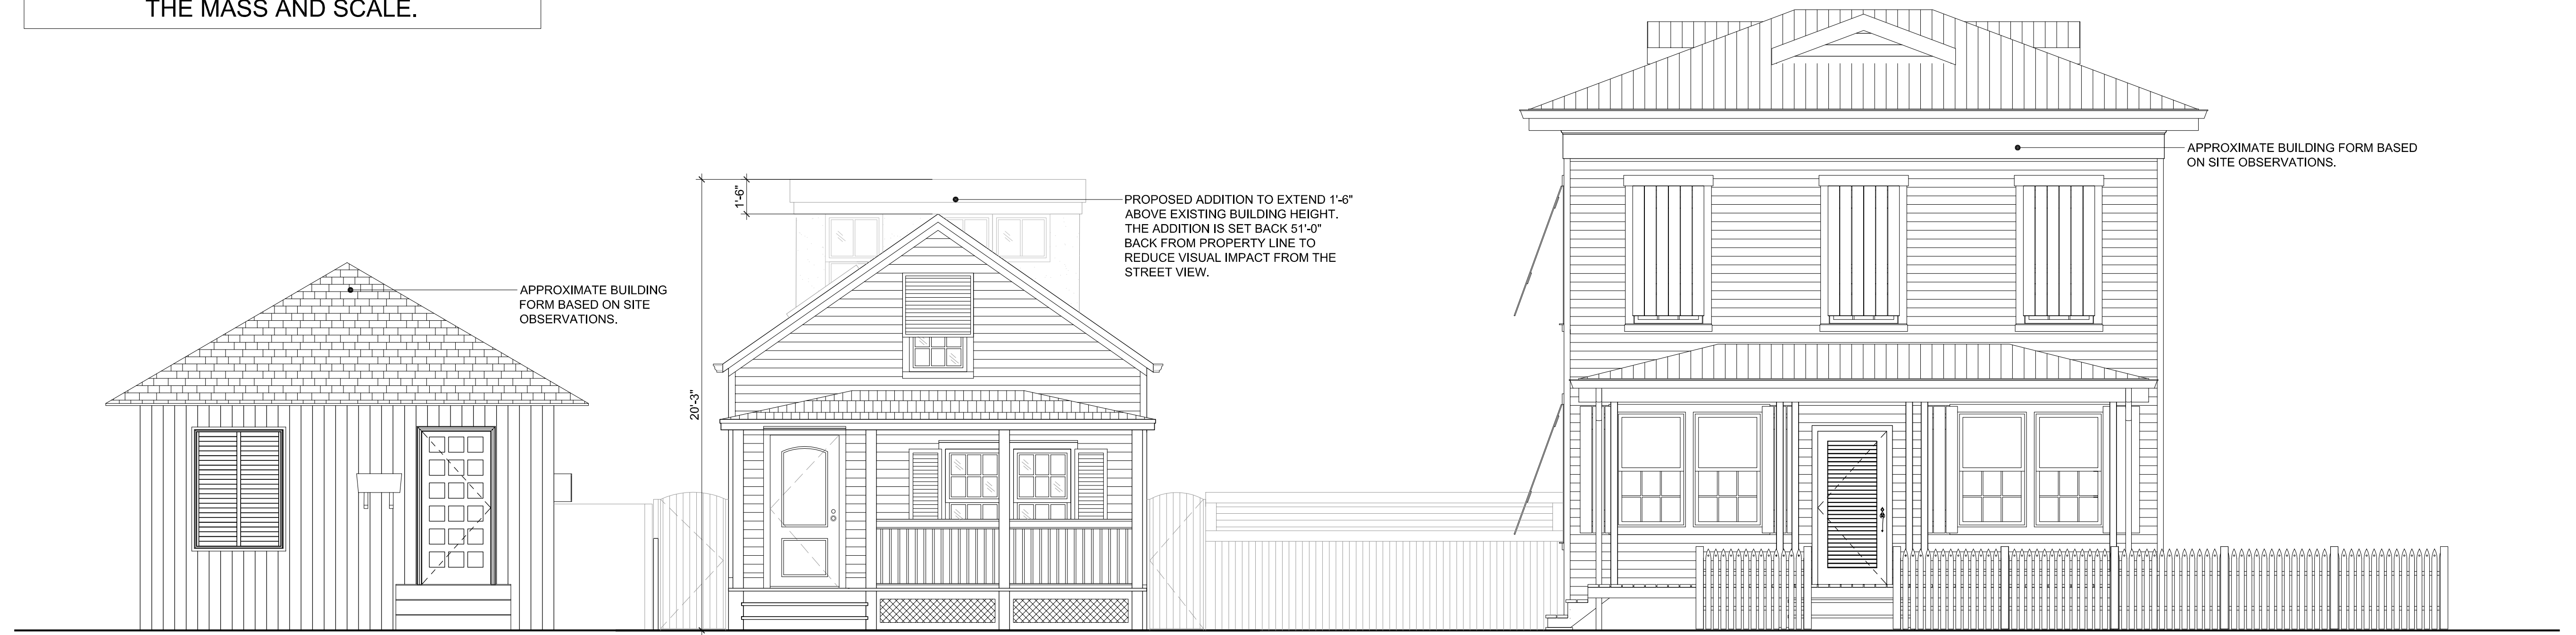 THE MASS AND SCALE.
APPROXIMATE BUILDING FORM BASED
ON SITE OBSERVATIONS.
1'-6"
PROPOSED ADDITION TO EXTEND 1'-6"
ABOVE EXISTING BUILDING HEIGHT.
THE ADDITION IS SET BACK 51'-0"
BACK FROM PROPERTY LINE TO
REDUCE VISUAL IMPACT FROM THE
STREET VIEW.
APPROXIMATE BUILDING
FORM BASED ON SITE
OBSERVATIONS.
20'-3"